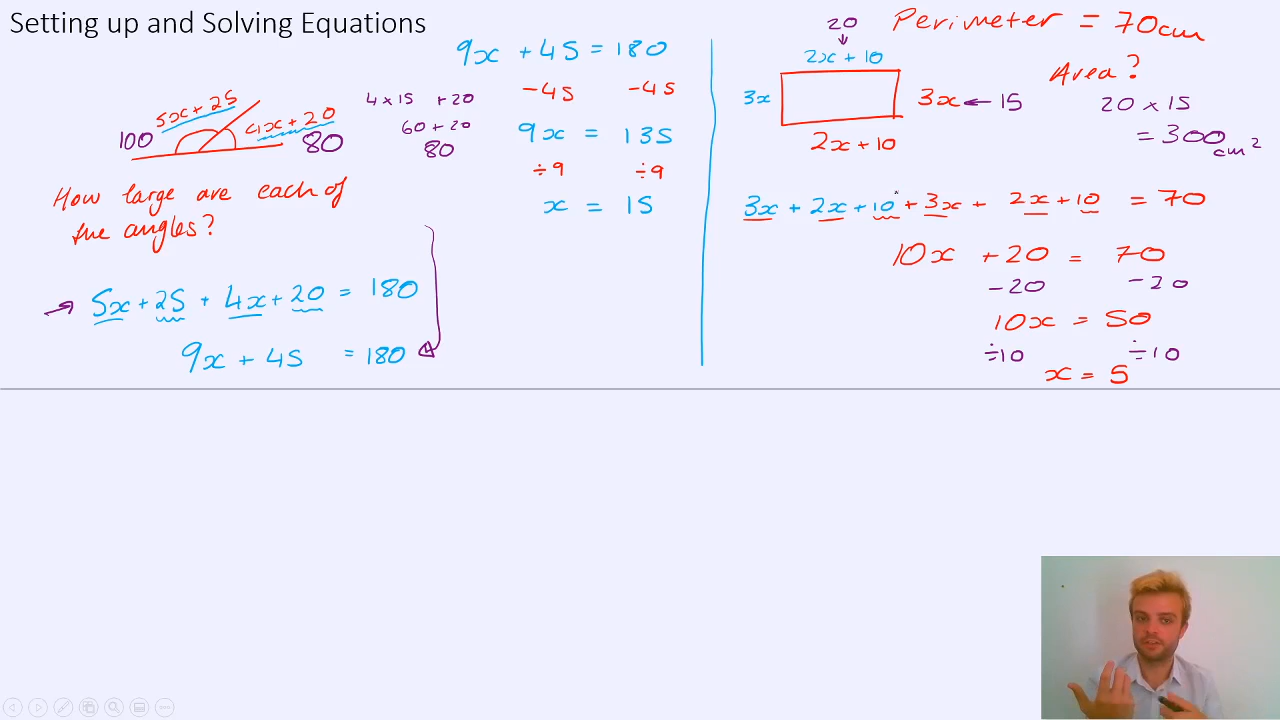 Setting up and Solving Equations
5x + 25
4x + 20
100
80
4 x 15 + 20
60 + 20
80
How large are each of
the angles?
5x + 25 + 4x + 20 = 180
9x + 45 = 180
9x + 45 = 180
-45 -45
9x = 135
÷9 ÷9
x = 15
Perimeter = 70cm
20
2x + 10
3x
3x ← 15
2x + 10
Area?
20 x 15
= 300cm²
3x + 2x + 10 + 3x + 2x + 10 = 70
10x + 20 = 70
-20 -20
10x = 50
÷10 ÷10
x = 5